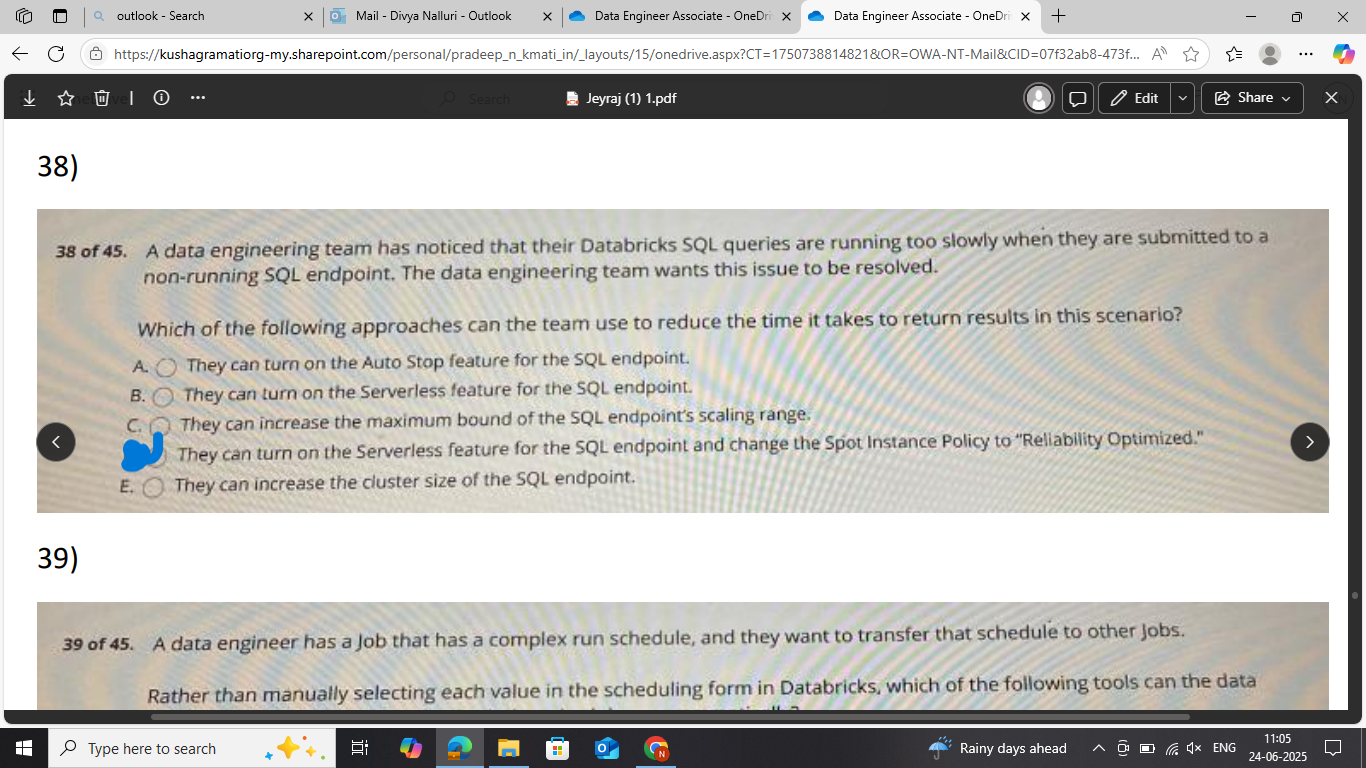 outlook - Search
Mail - Divya Nalluri - Outlook
Data Engineer Associate - OneDri
Data Engineer Associate - OneDri
https://kushagramatiorg-my.sharepoint.com/personal/pradeep_n_kmati_in/_layouts/15/onedrive.aspx?CT=1750738814821&OR=OWA-NT-Mail&CID=07f32ab8-473f...
Search
Jeyraj (1) 1.pdf
Edit
Share
38)
38 of 45. A data engineering team has noticed that their Databricks SQL queries are running too slowly when they are submitted to a
non-running SQL endpoint. The data engineering team wants this issue to be resolved.
Which of the following approaches can the team use to reduce the time it takes to return results in this scenario?
A. They can turn on the Auto Stop feature for the SQL endpoint.
B. They can turn on the Serverless feature for the SQL endpoint.
C. They can increase the maximum bound of the SQL endpoint's scaling range.
They can turn on the Serverless feature for the SQL endpoint and change the Spot Instance Policy to "Reliability Optimized."
E. They can increase the cluster size of the SQL endpoint.
39)
39 of 45. A data engineer has a Job that has a complex run schedule, and they want to transfer that schedule to other Jobs.
Rather than manually selecting each value in the scheduling form in Databricks, which of the following tools can the data
Type here to search
Rainy days ahead
ENG
11:05
24-06-2025